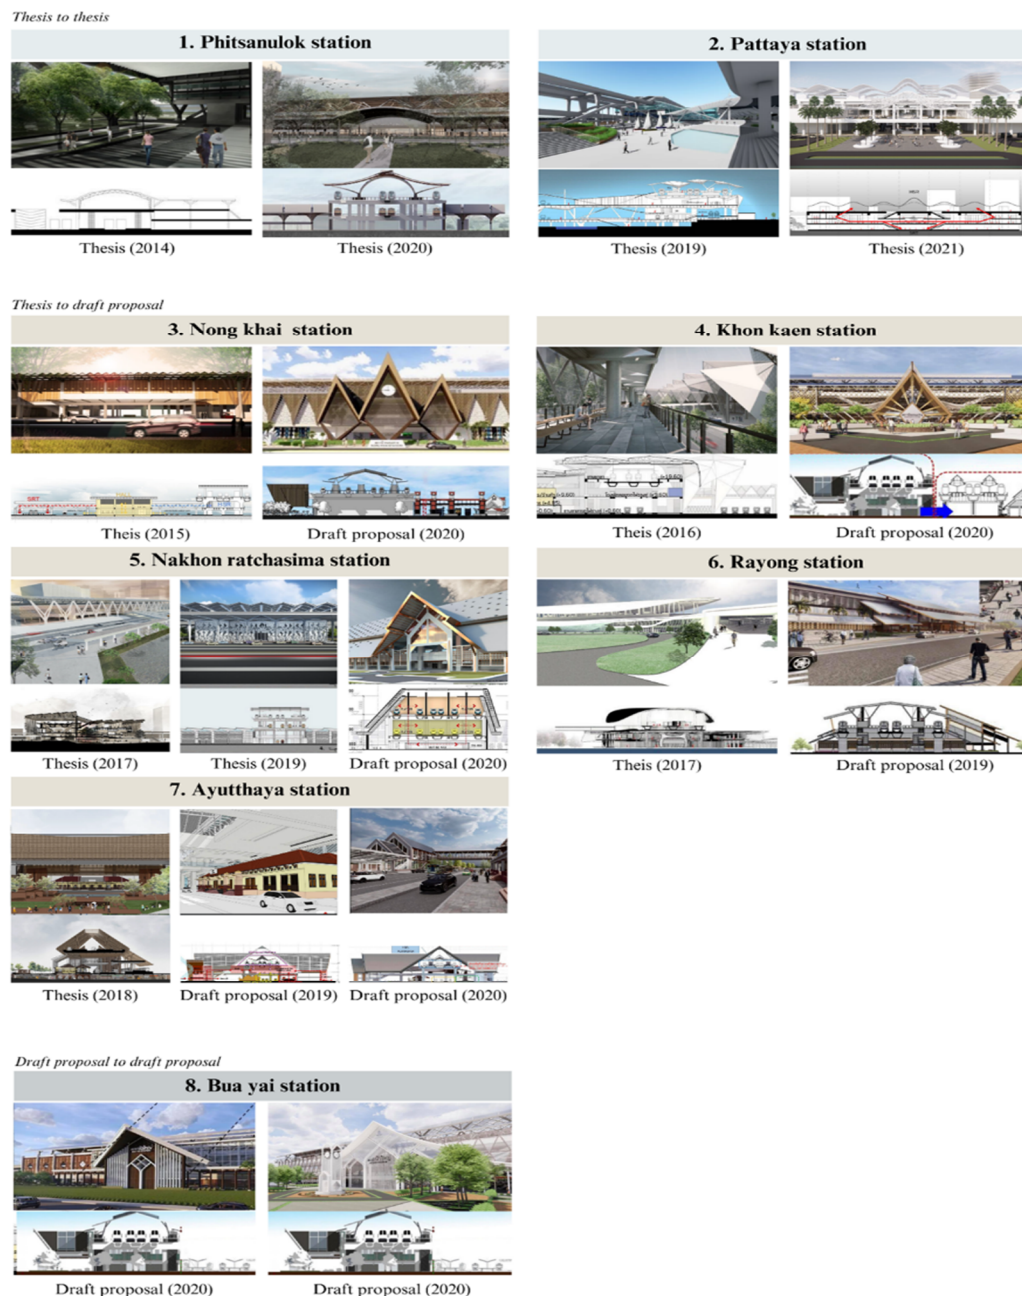 Thesis to thesis
1. Phitsanulok station
2. Pattaya station
Thesis (2014)
Thesis (2020)
Thesis (2019)
Thesis (2021)
Thesis to draft proposal
3. Nong khai station
4. Khon kaen station
Theis (2015)
Draft proposal (2020)
Theis (2016)
Draft proposal (2020)
5. Nakhon ratchasima station
6. Rayong station
Thesis (2017)
Thesis (2019)
Draft proposal (2020)
Theis (2017)
Draft proposal (2019)
7. Ayutthaya station
Thesis (2018)
Draft proposal (2019)
Draft proposal (2020)
Draft proposal to draft proposal
8. Bua yai station
Draft proposal (2020)
Draft proposal (2020)